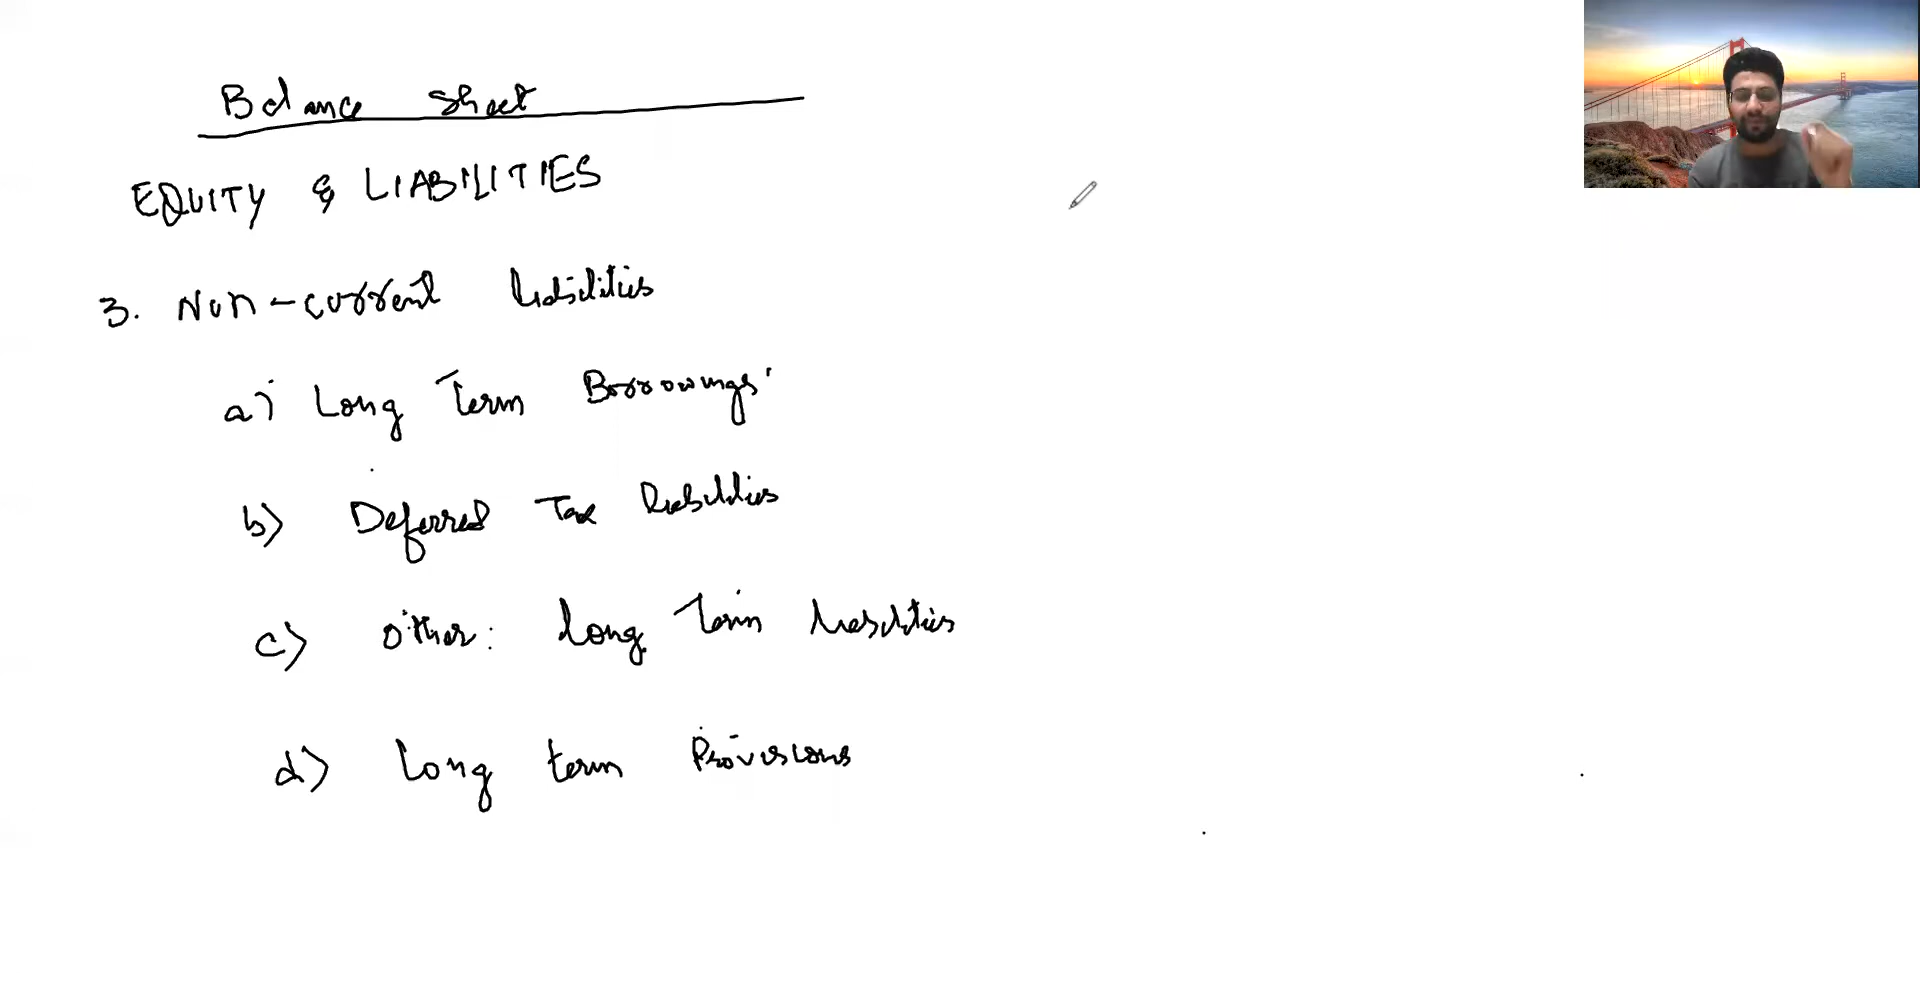 Balance Sheet
EQUITY & LIABILITIES
3. Non-current liabilities
a) Long Term Borrowings
b) Deferred Tax Liabilities
c) Other: Long Term Liabilities
d) Long term Provisions